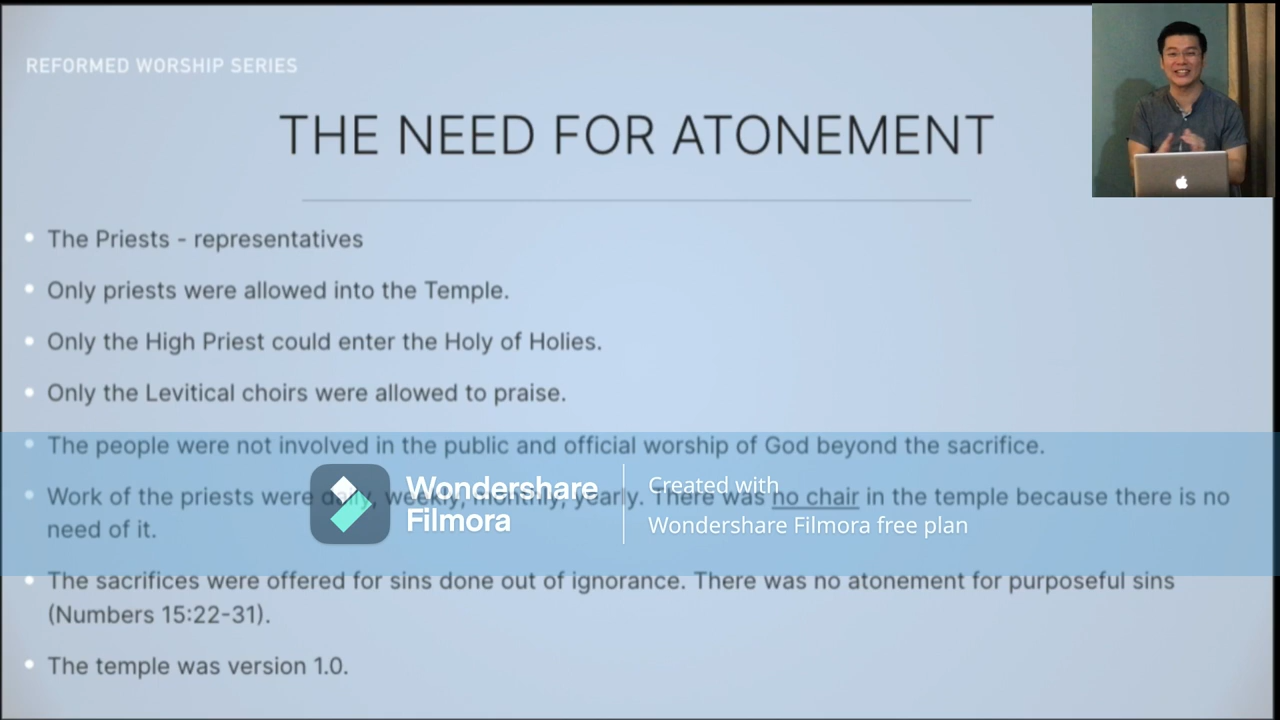 REFORMED WORSHIP SERIES
THE NEED FOR ATONEMENT
The Priests - representatives
Only priests were allowed into the Temple.
Only the High Priest could enter the Holy of Holies.
Only the Levitical choirs were allowed to praise.
The people were not involved in the public and official worship of God beyond the sacrifice.
Work of the priests were daily, weekly, monthly, yearly. There was no chair in the temple because there is no
need of it.
Wondershare
Filmora
Created with
Wondershare Filmora free plan
The sacrifices were offered for sins done out of ignorance. There was no atonement for purposeful sins
(Numbers 15:22-31).
The temple was version 1.0.